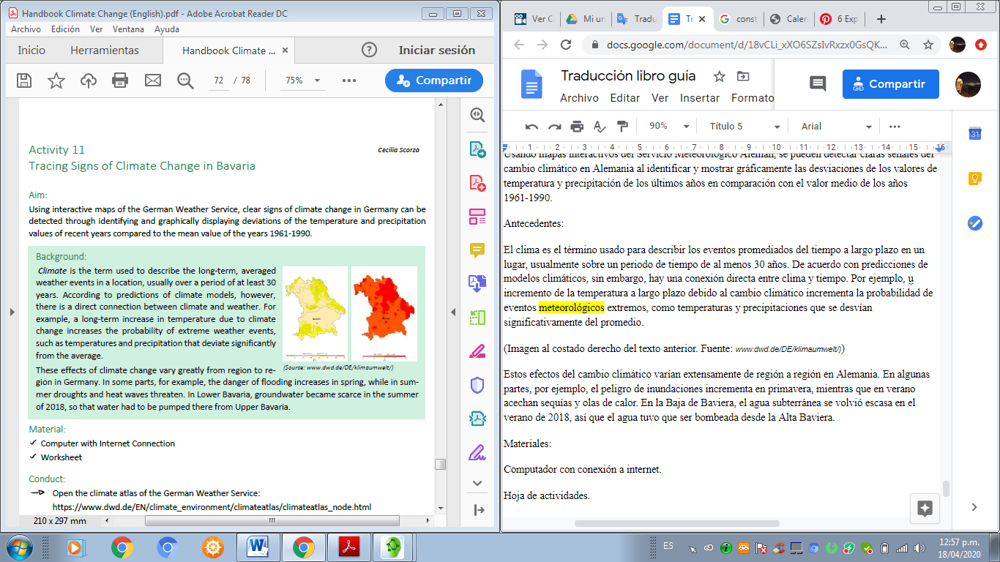 Handbook Climate Change (English).pdf - Adobe Acrobat Reader DC
Archivo Edición Ver Ventana Ayuda
Inicio Herramientas Handbook Climate ... × Iniciar sesión
72 / 78 75% Compartir
Activity 11
Cecilia Scorza
Tracing Signs of Climate Change in Bavaria
Aim:
Using interactive maps of the German Weather Service, clear signs of climate change in Germany can be
detected through identifying and graphically displaying deviations of the temperature and precipitation
values of recent years compared to the mean value of the years 1961-1990.
Background:
Climate is the term used to describe the long-term, averaged
weather events in a location, usually over a period of at least 30
years. According to predictions of climate models, however,
there is a direct connection between climate and weather. For
example, a long-term increase in temperature due to climate
change increases the probability of extreme weather events,
such as temperatures and precipitation that deviate significantly
from the average.
(Source: www.dwd.de/DE/klimaumwelt/)
These effects of climate change vary greatly from region to re-
gion in Germany. In some parts, for example, the danger of flooding increases in spring, while in sum-
mer droughts and heat waves threaten. In Lower Bavaria, groundwater became scarce in the summer
of 2018, so that water had to be pumped there from Upper Bavaria.
Material:
✓ Computer with Internet Connection
✓ Worksheet
Conduct:
Open the climate atlas of the German Weather Service:
https://www.dwd.de/EN/climate_environment/climateatlas/climateatlas_node.html
210 x 297 mm
Ver C Mi un Tradu Tr × const Calen 6 Exp
docs.google.com/document/d/18vCLi_xXO6SZsIvRxzx0GsQK...
Traducción libro guía
Archivo Editar Ver Insertar Formato
Compartir
90% Título 5 Arial
1 2 3 4 5 6 7 8 9 10 11 12 13 14 15 16
Usando mapas interactivos del Servicio Meteorológico Alemán, se pueden detectar claras señales del
cambio climático en Alemania al identificar y mostrar gráficamente las desviaciones de los valores de
temperatura y precipitación de los últimos años en comparación con el valor medio de los años
1961-1990.
Antecedentes:
El clima es el término usado para describir los eventos promediados del tiempo a largo plazo en un
lugar, usualmente sobre un periodo de tiempo de al menos 30 años. De acuerdo con predicciones de
modelos climáticos, sin embargo, hay una conexión directa entre clima y tiempo. Por ejemplo, u
incremento de la temperatura a largo plazo debido al cambio climático incrementa la probabilidad de
eventos meteorológicos extremos, como temperaturas y precipitaciones que se desvían
significativamente del promedio.
(Imagen al costado derecho del texto anterior. Fuente: www.dwd.de/DE/klimaumwelt/))
Estos efectos del cambio climático varían extensamente de región a región en Alemania. En algunas
partes, por ejemplo, el peligro de inundaciones incrementa en primavera, mientras que en verano
acechan sequías y olas de calor. En la Baja de Baviera, el agua subterránea se volvió escasa en el
verano de 2018, así que el agua tuvo que ser bombeada desde la Alta Baviera.
Materiales:
Computador con conexión a internet.
Hoja de actividades.
31
ES
12:57 p.m.
18/04/2020